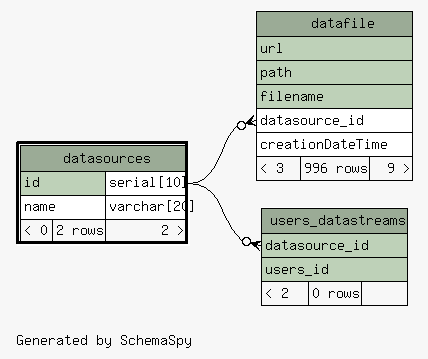 datafile
url
path
filename
datasource_id
creationDateTime
< 3 996 rows 9 >
datasources
id serial[10]
name varchar[20]
< 0 2 rows 2 >
users_datastreams
datasource_id
users_id
< 2 0 rows
Generated by SchemaSpy